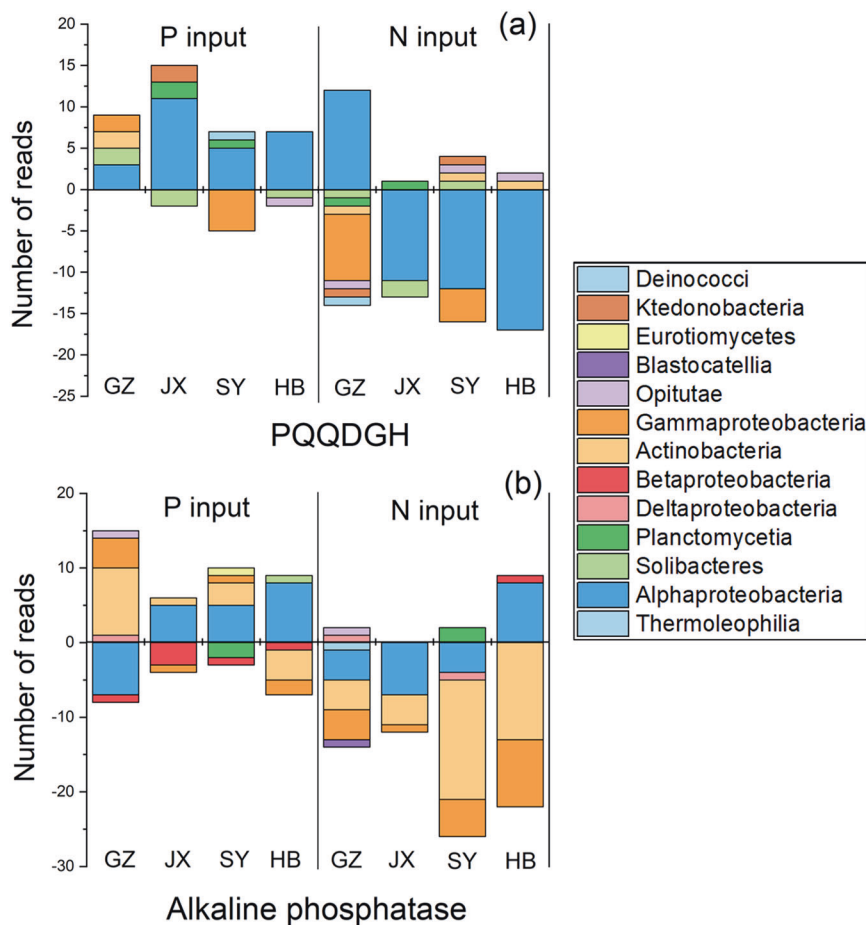 (a)
P input
N input
20
15
10
5
0
-5
-10
-15
-20
-25
Number of reads
GZ JX SY HB GZ JX SY HB
PQQDGH
(b)
P input
N input
20
10
0
-10
-20
-30
Number of reads
GZ JX SY HB GZ JX SY HB
Alkaline phosphatase
Deinococci
Ktedonobacteria
Eurotiomycetes
Blastocatellia
Opitutae
Gammaproteobacteria
Actinobacteria
Betaproteobacteria
Deltaproteobacteria
Planctomycetia
Solibacteres
Alphaproteobacteria
Thermoleophilia